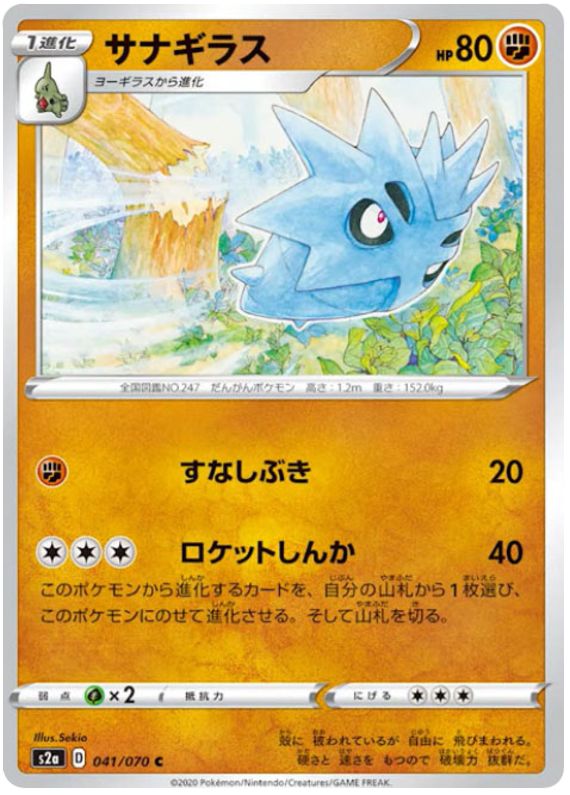 1進化 サナギラス HP80
ヨーギラスから進化
全国図鑑NO.247 だんがんポケモン 高さ:1.2m 重さ:152.0kg
すなしぶき 20
ロケットしんか 40
このポケモンから進化するカードを、自分の山札から1枚選び、
このポケモンにのせて進化させる。そして山札を切る。
弱点 ×2 抵抗力 にげる
Illus.Sekio
s2a D 041/070 C
殻に 被われているが 自由に 飛びまわれる。
硬さと 速さを もつので 破壊力 抜群だ。
©2020 Pokémon/Nintendo/Creatures/GAME FREAK.